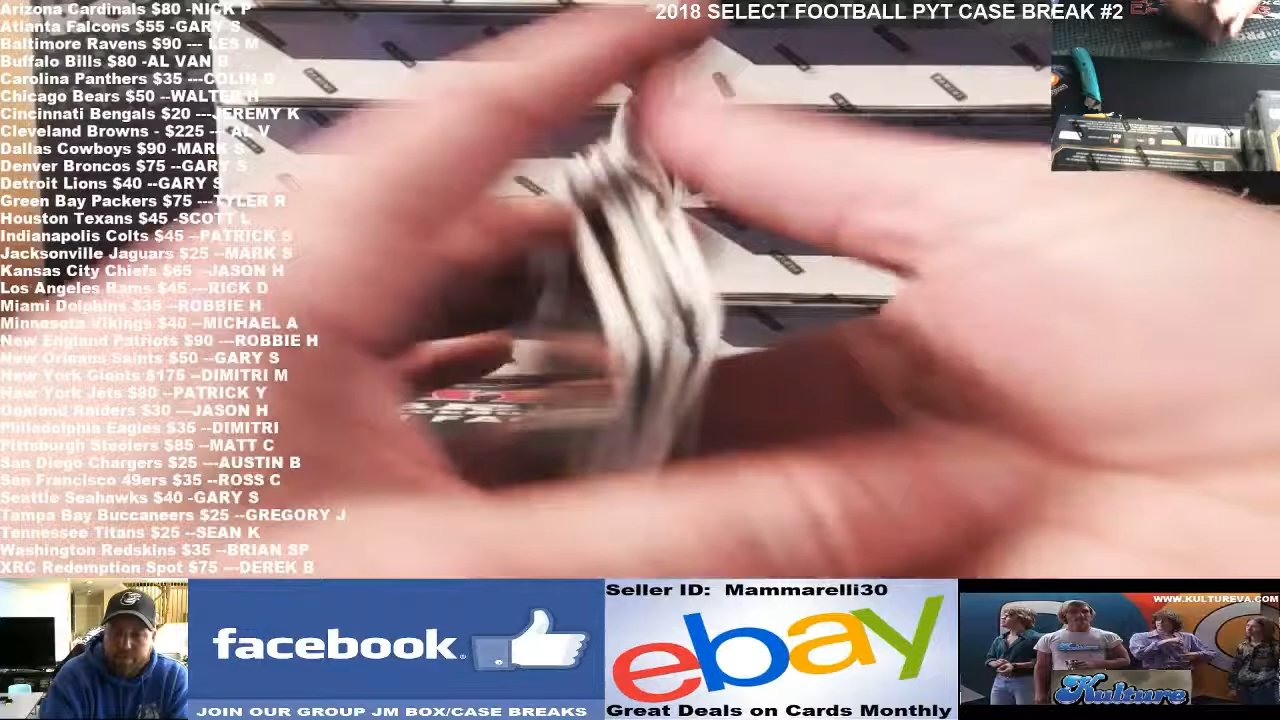 Arizona Cardinals $80 -NICK P
Atlanta Falcons $55 -GARY S
Baltimore Ravens $90 --- LES M
Buffalo Bills $80 -AL VAN B
Carolina Panthers $35 ---COLIN D
Chicago Bears $50 --WALTER H
Cincinnati Bengals $20 ---JEREMY K
Cleveland Browns - $225 --- AL V
Dallas Cowboys $90 -MARK S
Denver Broncos $75 --GARY S
Detroit Lions $40 --GARY S
Green Bay Packers $75 ---TYLER R
Houston Texans $45 -SCOTT L
Indianapolis Colts $45 --PATRICK S
Jacksonville Jaguars $25 --MARK S
Kansas City Chiefs $65 --JASON H
Los Angeles Rams $45 ---RICK D
Miami Dolphins $35 --ROBBIE H
Minnesota Vikings $40 --MICHAEL A
New England Patriots $90 ---ROBBIE H
New Orleans Saints $50 --GARY S
New York Giants $175 --DIMITRI M
New York Jets $80 --PATRICK Y
Oakland Raiders $30 ---JASON H
Philadelphia Eagles $35 --DIMITRI
Pittsburgh Steelers $85 --MATT C
San Diego Chargers $25 ---AUSTIN B
San Francisco 49ers $35 --ROSS C
Seattle Seahawks $40 -GARY S
Tampa Bay Buccaneers $25 --GREGORY J
Tennessee Titans $25 --SEAN K
Washington Redskins $35 --BRIAN SP
XRC Redemption Spot $75 ---DEREK B
2018 SELECT FOOTBALL PYT CASE BREAK #2
facebook
JOIN OUR GROUP JM BOX/CASE BREAKS
Seller ID: Mammarelli30
ebay
Great Deals on Cards Monthly
WWW.KULTUREVA.COM
Kulture